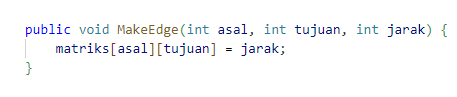 public void MakeEdge(int asal, int tujuan, int jarak) {
    matriks[asal][tujuan] = jarak;
}